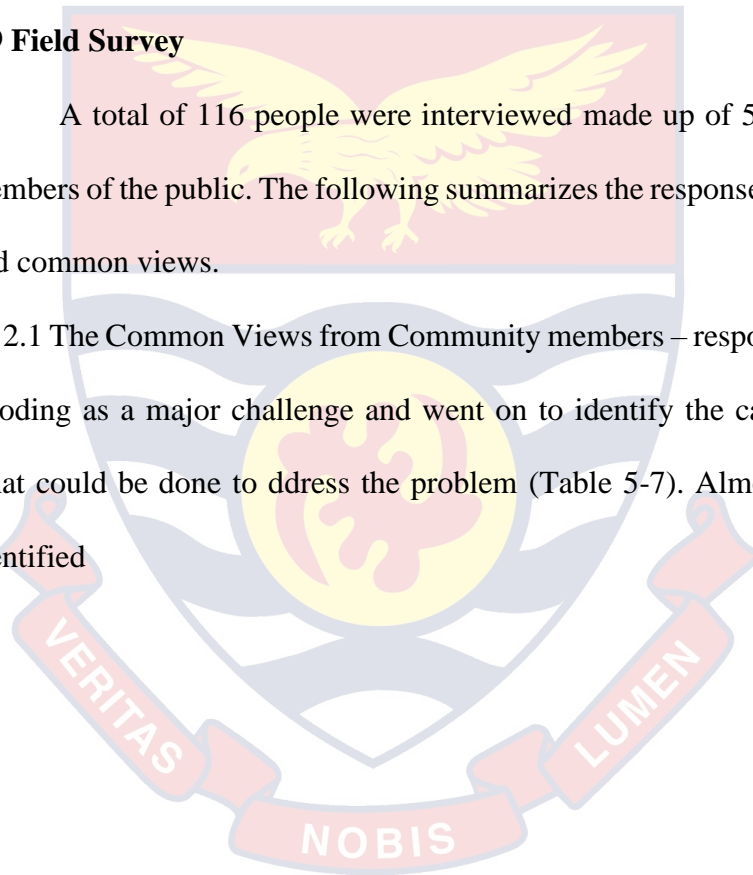 Field Survey
A total of 116 people were interviewed made up of 5
embers of the public. The following summarizes the response
d common views.
2.1 The Common Views from Community members – respo
oding as a major challenge and went on to identify the ca
hat could be done to ddress the problem (Table 5-7). Alm
entified
VERITAS
NOBIS
LUMEN